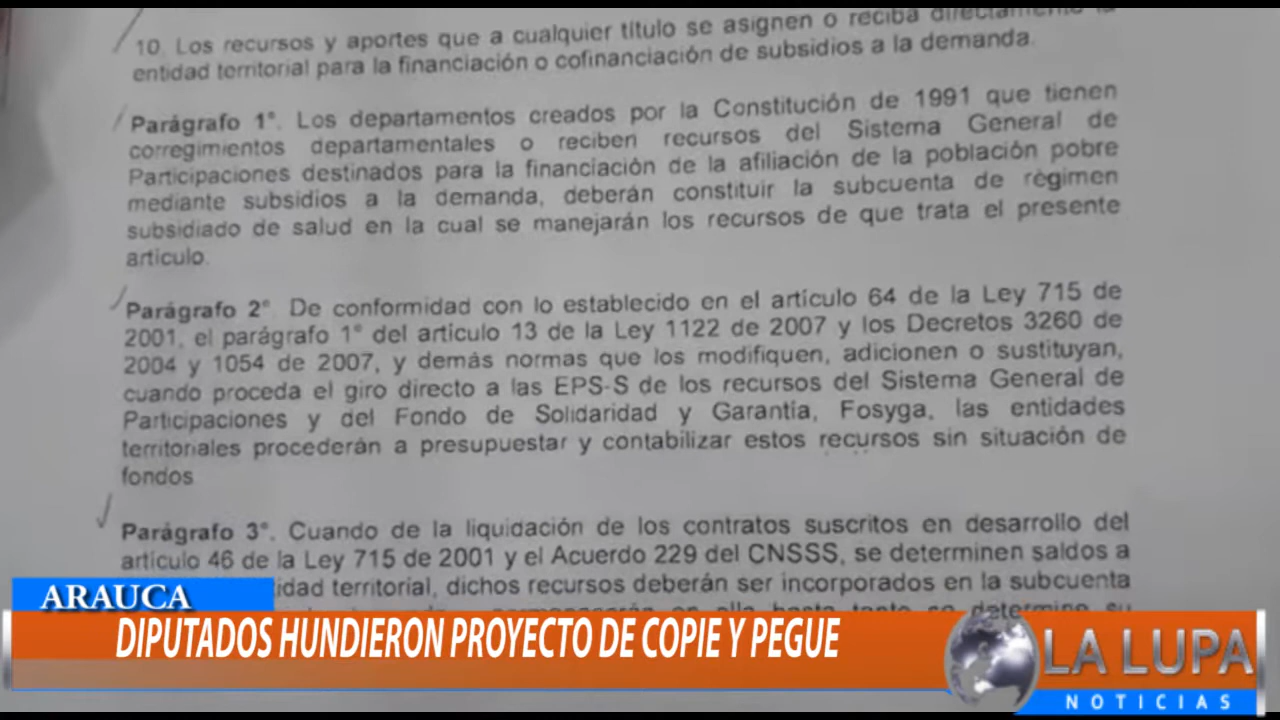 10. Los recursos y aportes que a cualquier título se asignen o reciba directamente la
entidad territorial para la financiación o cofinanciación de subsidios a la demanda.
Parágrafo 1°. Los departamentos creados por la Constitución de 1991 que tienen
corregimientos departamentales o reciben recursos del Sistema General de
Participaciones destinados para la financiación de la afiliación de la población pobre
mediante subsidios a la demanda, deberán constituir la subcuenta de régimen
subsidiado de salud en la cual se manejarán los recursos de que trata el presente
artículo.
Parágrafo 2° De conformidad con lo establecido en el artículo 64 de la Ley 715 de
2001, el parágrafo 1° del artículo 13 de la Ley 1122 de 2007 y los Decretos 3260 de
2004 y 1054 de 2007, y demás normas que los modifiquen, adicionen o sustituyan,
cuando proceda el giro directo a las EPS-S de los recursos del Sistema General de
Participaciones y del Fondo de Solidaridad y Garantía, Fosyga, las entidades
territoriales procederán a presupuestar y contabilizar estos recursos sin situación de
fondos
Parágrafo 3°. Cuando de la liquidación de los contratos suscritos en desarrollo del
artículo 46 de la Ley 715 de 2001 y el Acuerdo 229 del CNSSS, se determinen saldos a
idad territorial, dichos recursos deberán ser incorporados en la subcuenta
determine su
ARAUCA
DIPUTADOS HUNDIERON PROYECTO DE COPIE Y PEGUE
LA LUPA
NOTICIAS